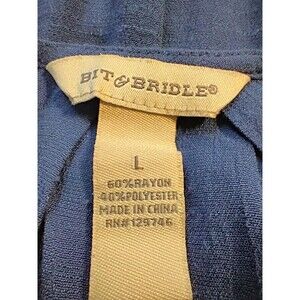 BIT & BRIDLE®
L
60% RAYON
40% POLYESTER
MADE IN CHINA
RN# 129746